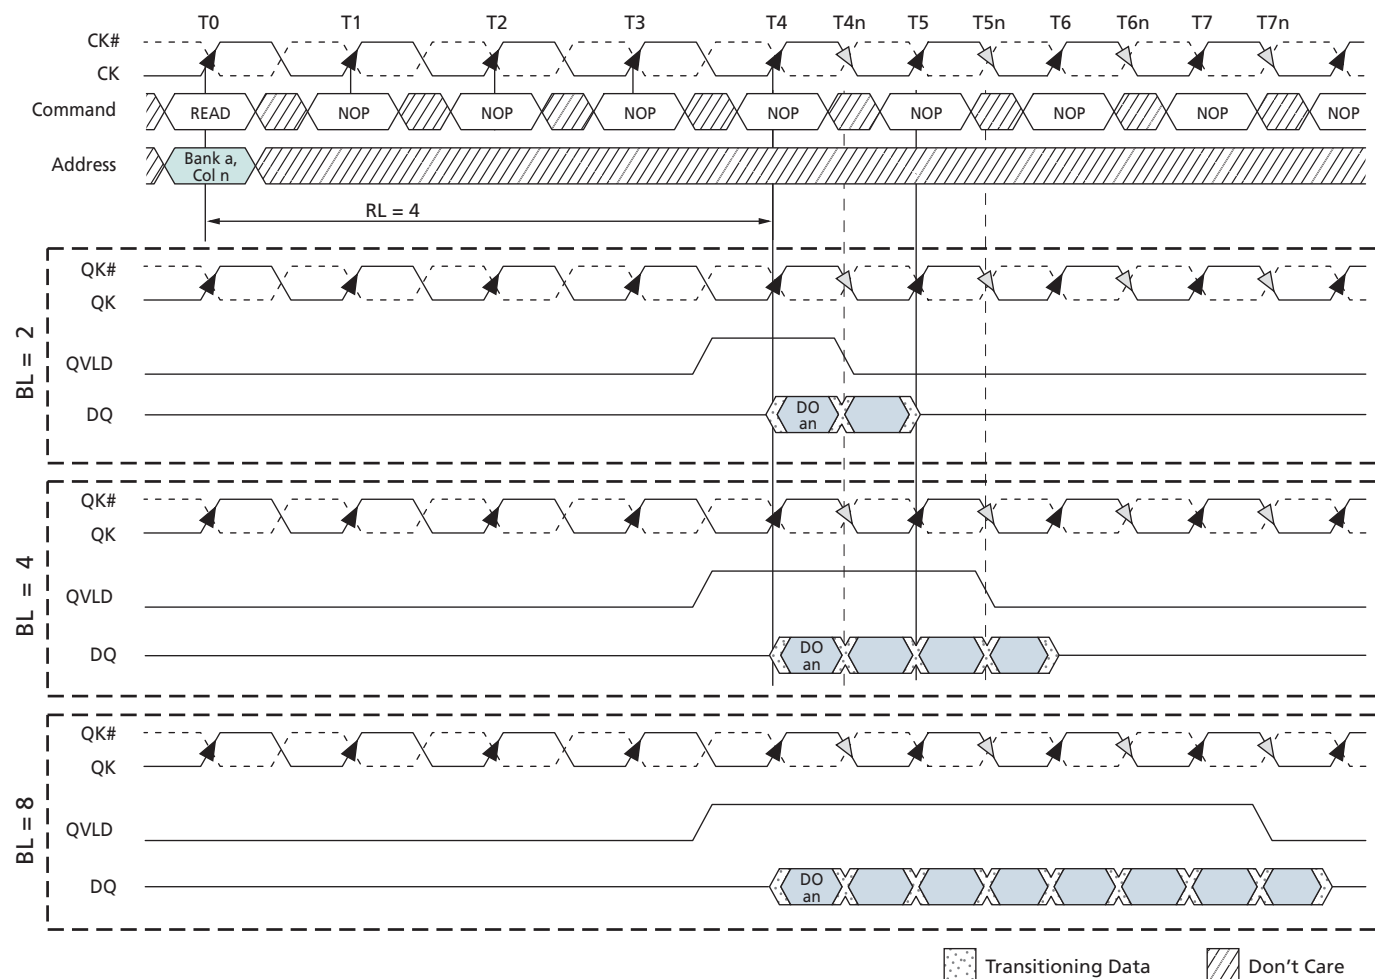 T0 T1 T2 T3 T4 T4n T5 T5n T6 T6n T7 T7n
CK#
CK
Command READ NOP NOP NOP NOP NOP NOP NOP NOP
Address Bank a,
Col n
RL = 4
BL = 2
QK#
QK
QVLD
DQ DO
an
BL = 4
QK#
QK
QVLD
DQ DO
an
BL = 8
QK#
QK
QVLD
DQ DO
an
Transitioning Data Don't Care